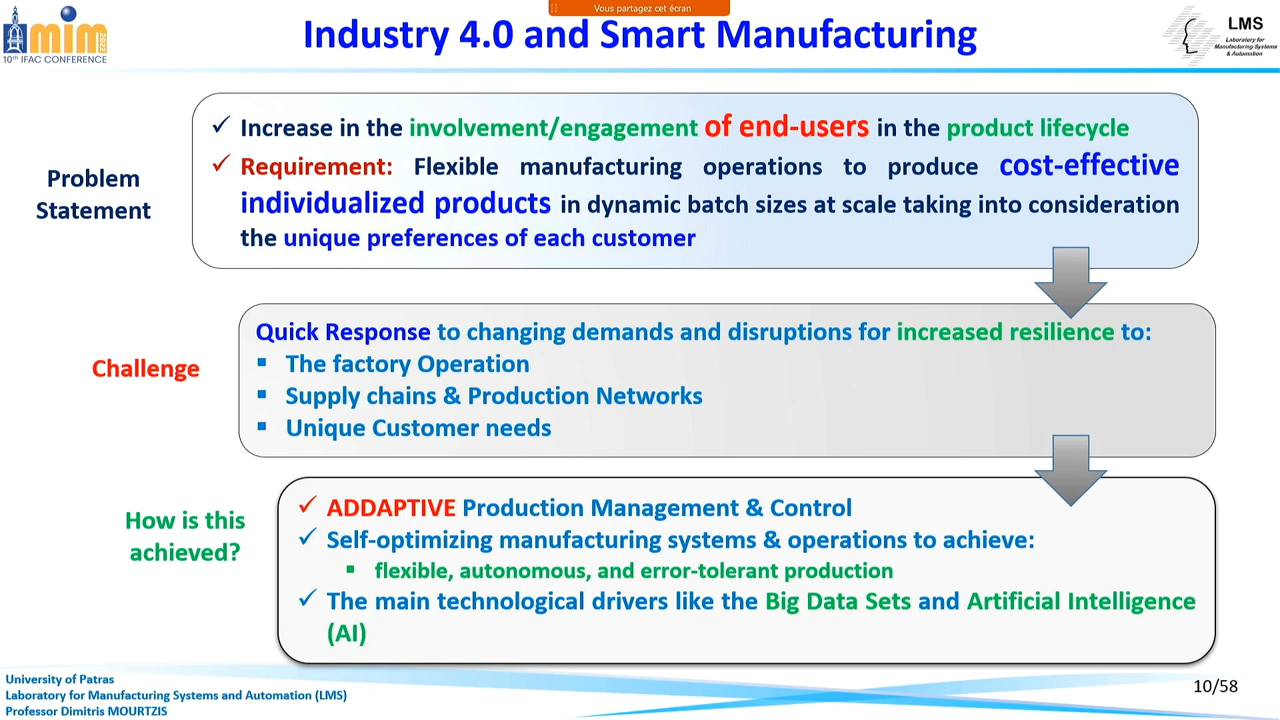 Vous partagez cet écran
mim
2022
10th IFAC CONFERENCE
Industry 4.0 and Smart Manufacturing
LMS
Laboratory for
Manufacturing Systems
& Automation
Problem
Statement
✓ Increase in the involvement/engagement of end-users in the product lifecycle
✓ Requirement: Flexible manufacturing operations to produce cost-effective
individualized products in dynamic batch sizes at scale taking into consideration
the unique preferences of each customer
Challenge
Quick Response to changing demands and disruptions for increased resilience to:
▪ The factory Operation
▪ Supply chains & Production Networks
▪ Unique Customer needs
How is this
achieved?
✓ ADDAPTIVE Production Management & Control
✓ Self-optimizing manufacturing systems & operations to achieve:
▪ flexible, autonomous, and error-tolerant production
✓ The main technological drivers like the Big Data Sets and Artificial Intelligence
(AI)
University of Patras
Laboratory for Manufacturing Systems and Automation (LMS)
Professor Dimitris MOURTZIS
10/58